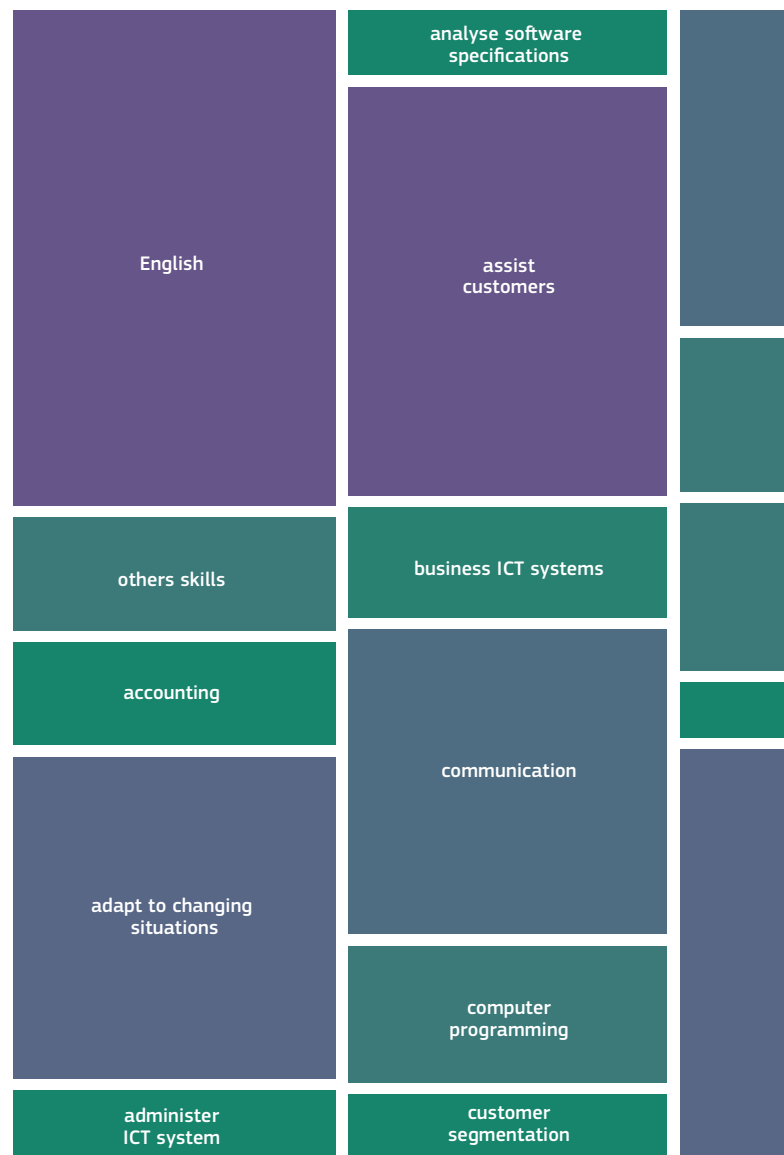 English
others skills
accounting
adapt to changing
situations
administer
ICT system
analyse software
specifications
assist
customers
business ICT systems
communication
computer
programming
customer
segmentation